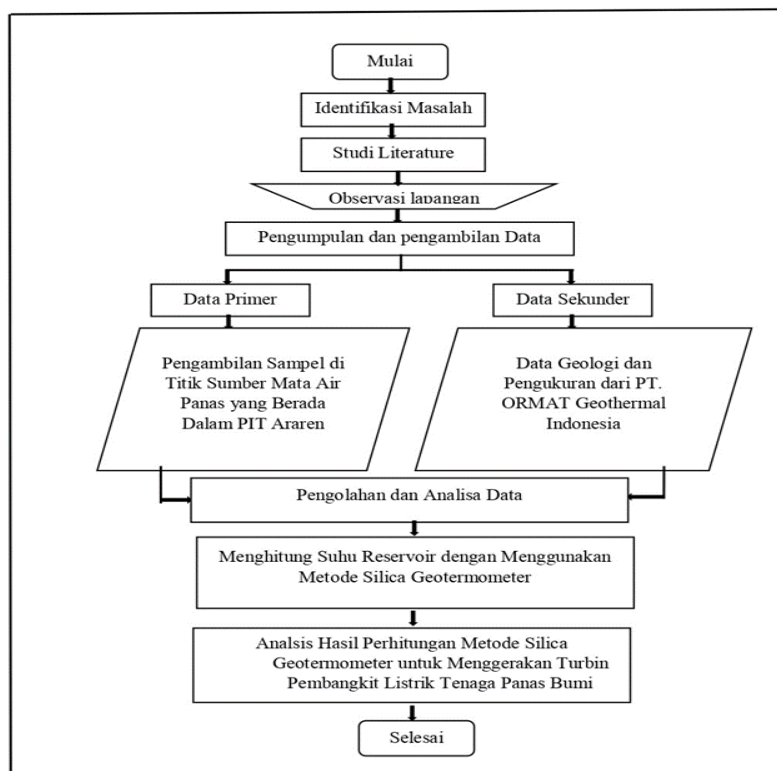 Mulai
Identifikasi Masalah
Studi Literature
Observasi lapangan
Pengumpulan dan pengambilan Data
Data Primer
Data Sekunder
Pengambilan Sampel di
Titik Sumber Mata Air
Panas yang Berada
Dalam PIT Araren
Data Geologi dan
Pengukuran dari PT.
ORMAT Geothermal
Indonesia
Pengolahan dan Analisa Data
Menghitung Suhu Reservoir dengan Menggunakan
Metode Silica Geotermometer
Analsis Hasil Perhitungan Metode Silica
Geotermometer untuk Menggerakan Turbin
Pembangkit Listrik Tenaga Panas Bumi
Selesai